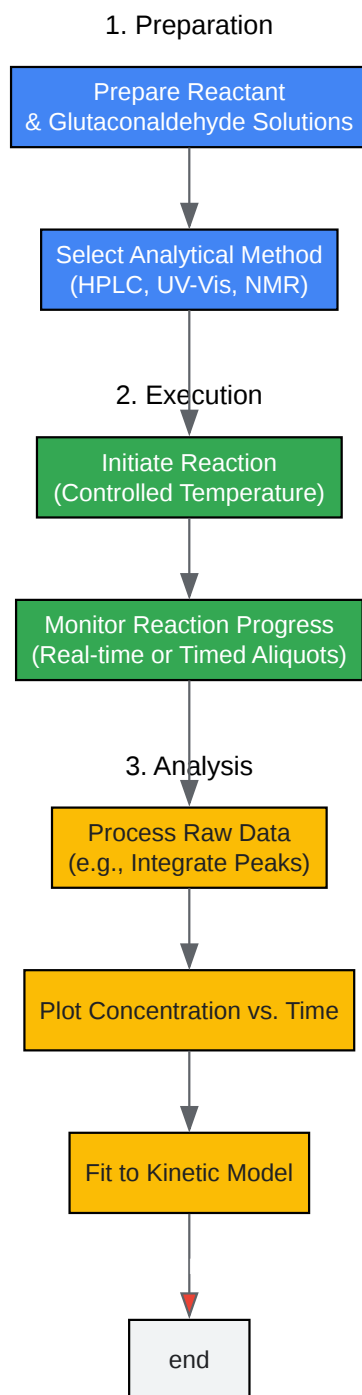 1. Preparation
Prepare Reactant
& Glutaconaldehyde Solutions
Select Analytical Method
(HPLC, UV-Vis, NMR)
2. Execution
Initiate Reaction
(Controlled Temperature)
Monitor Reaction Progress
(Real-time or Timed Aliquots)
3. Analysis
Process Raw Data
(e.g., Integrate Peaks)
Plot Concentration vs. Time
Fit to Kinetic Model
end